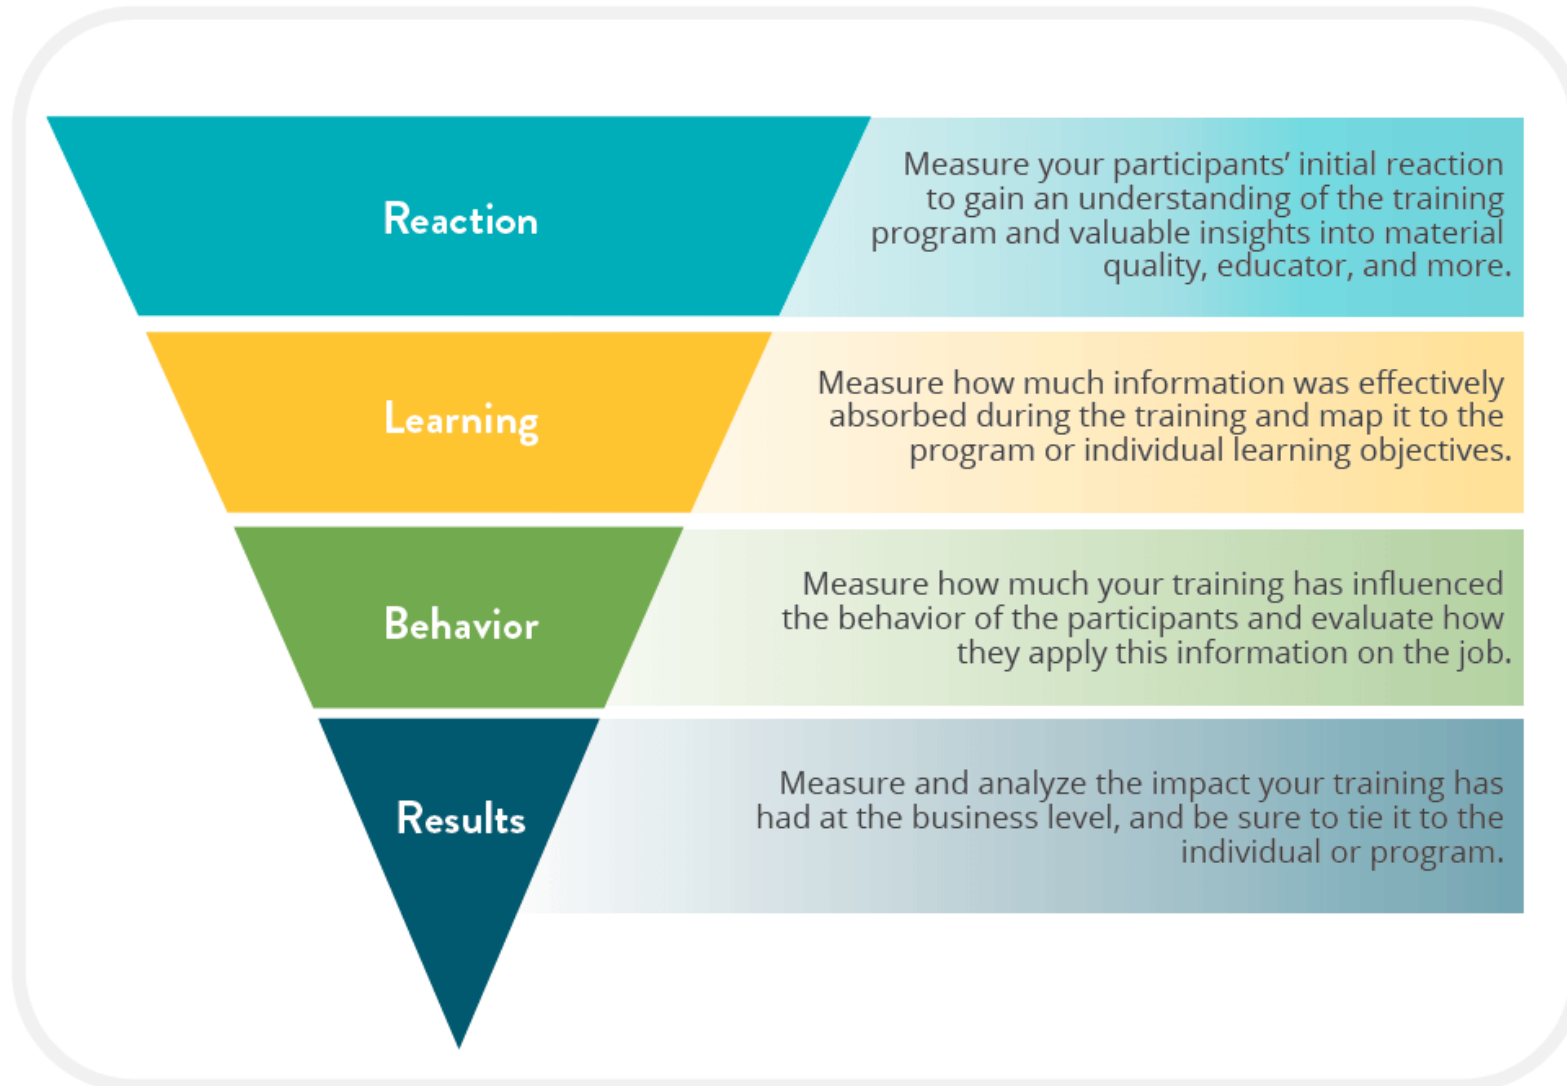 Reaction
Measure your participants’ initial reaction
to gain an understanding of the training
program and valuable insights into material
quality, educator, and more.
Learning
Measure how much information was effectively
absorbed during the training and map it to the
program or individual learning objectives.
Behavior
Measure how much your training has influenced
the behavior of the participants and evaluate how
they apply this information on the job.
Results
Measure and analyze the impact your training has
had at the business level, and be sure to tie it to the
individual or program.